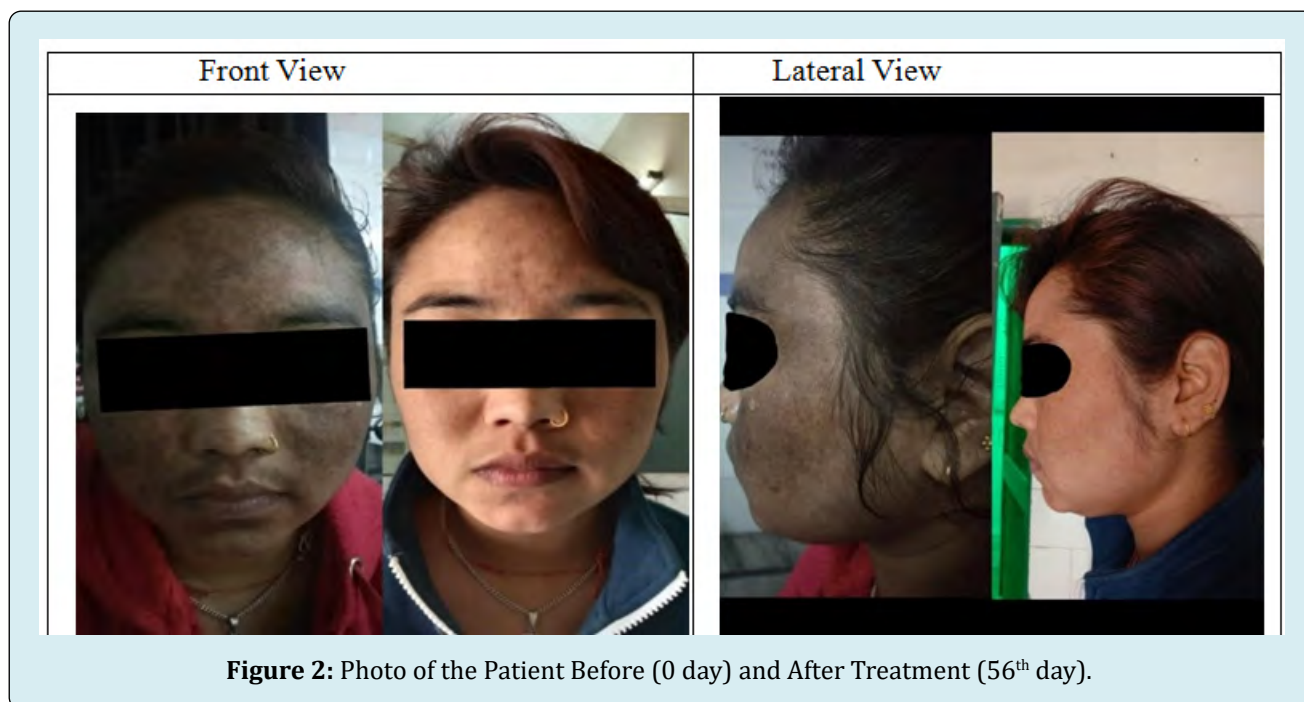 Front View
Lateral View
Figure 2: Photo of the Patient Before (0 day) and After Treatment (56th day).